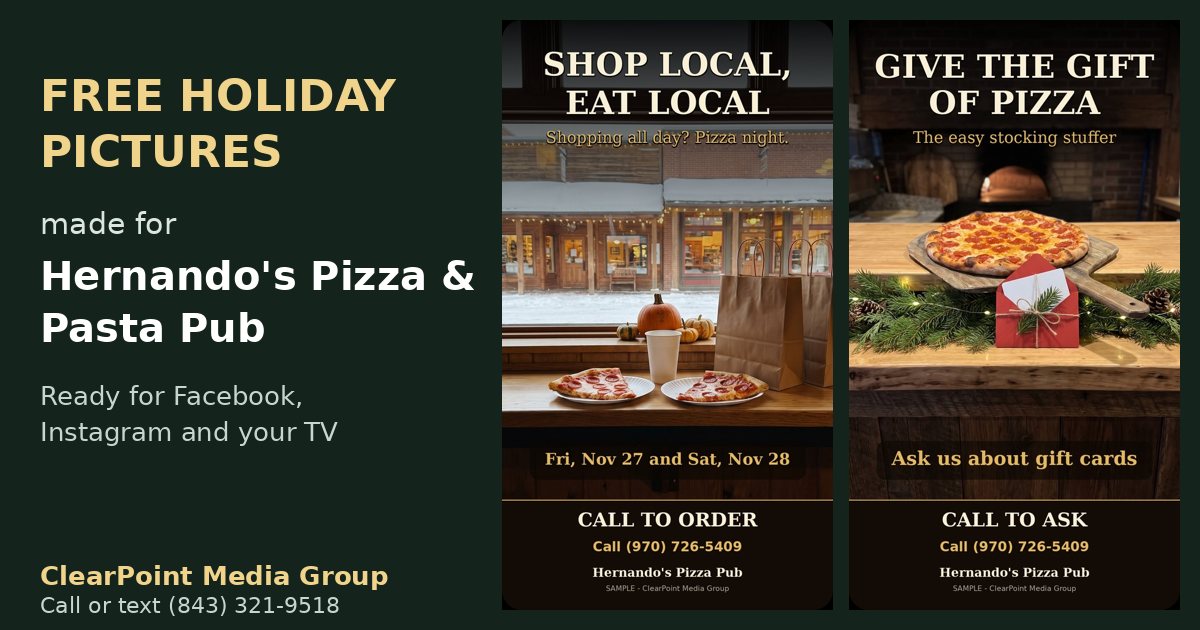 FREE HOLIDAY
PICTURES
made for
Hernando's Pizza &
Pasta Pub
Ready for Facebook,
Instagram and your TV
ClearPoint Media Group
Call or text (843) 321-9518
SHOP LOCAL,
EAT LOCAL
Shopping all day? Pizza night.
Fri, Nov 27 and Sat, Nov 28
CALL TO ORDER
Call (970) 726-5409
Hernando's Pizza Pub
SAMPLE - ClearPoint Media Group
GIVE THE GIFT
OF PIZZA
The easy stocking stuffer
Ask us about gift cards
CALL TO ASK
Call (970) 726-5409
Hernando's Pizza Pub
SAMPLE - ClearPoint Media Group